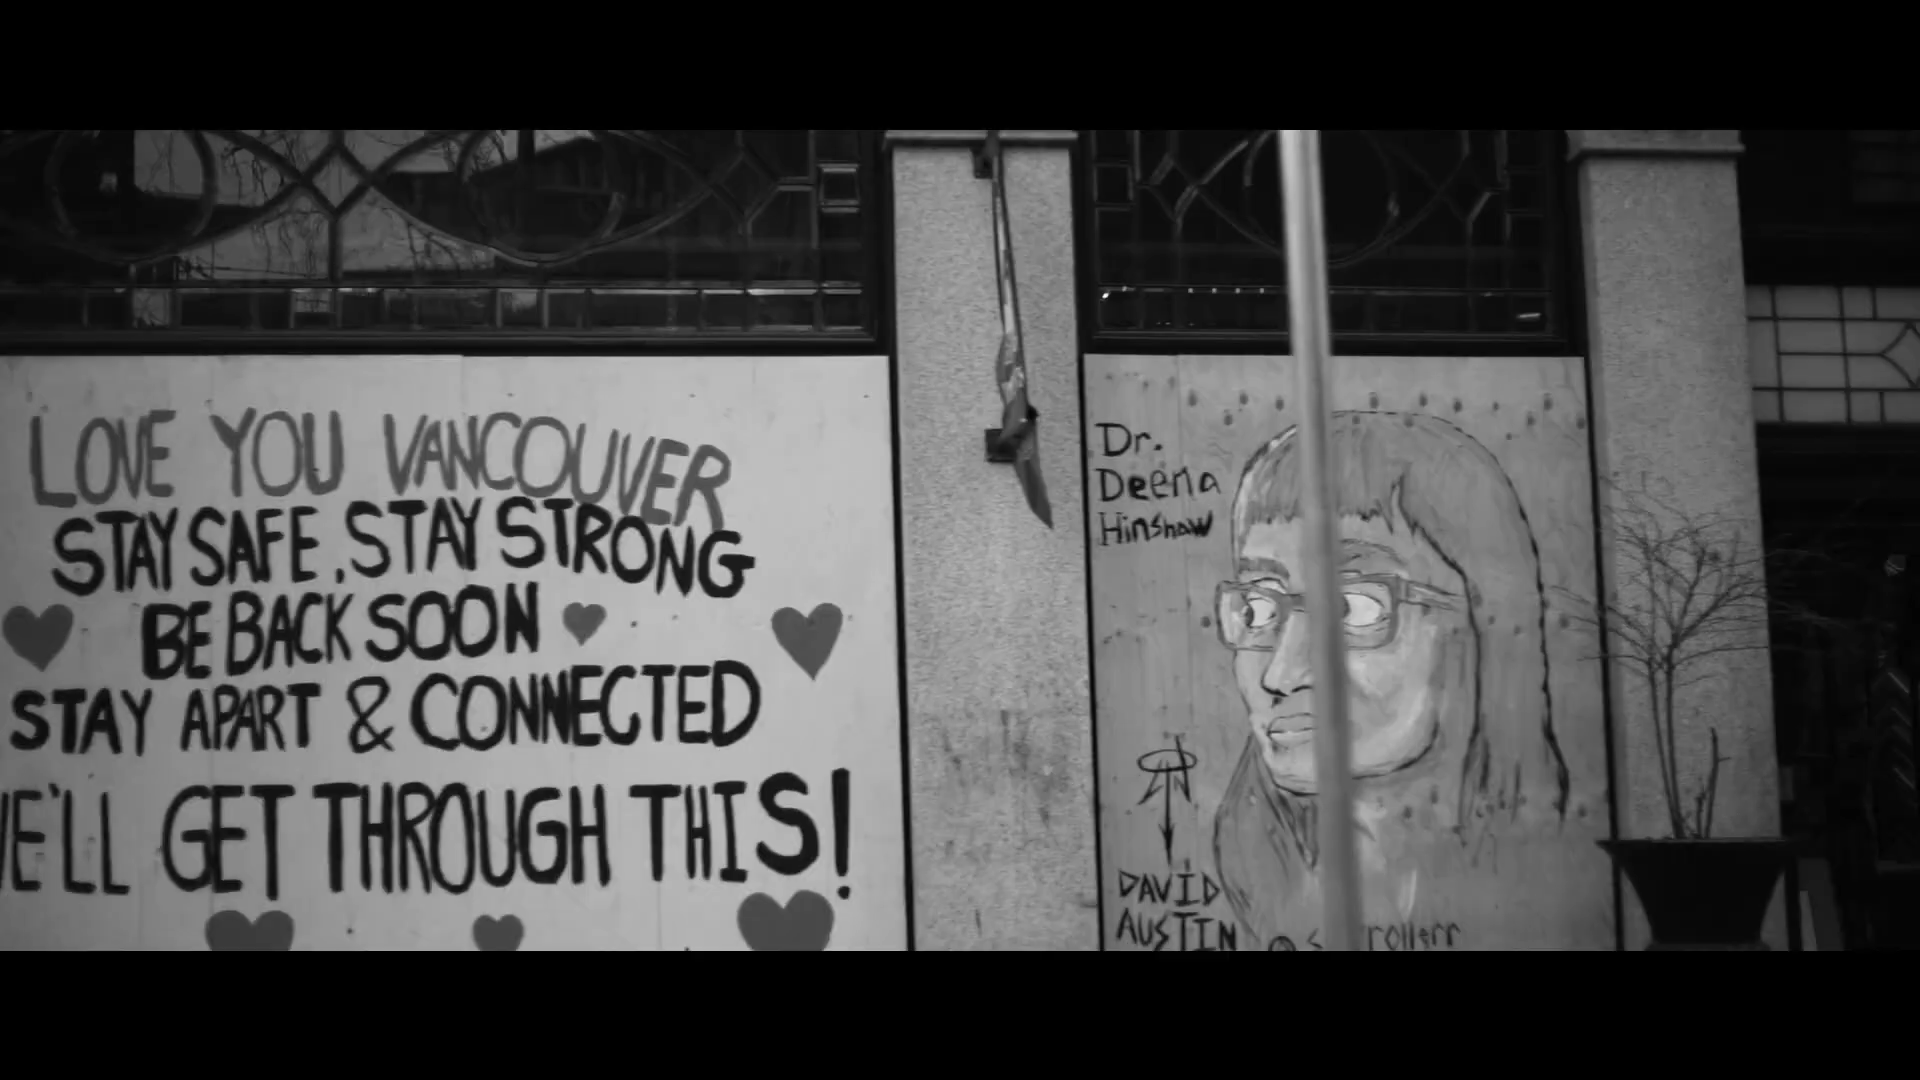 LOVE YOU VANCOUVER
STAY SAFE, STAY STRONG
BE BACK SOON
STAY APART & CONNECTED
WE'LL GET THROUGH THIS!
Dr.
Deena
Hinshaw
DAVID
AUSTIN